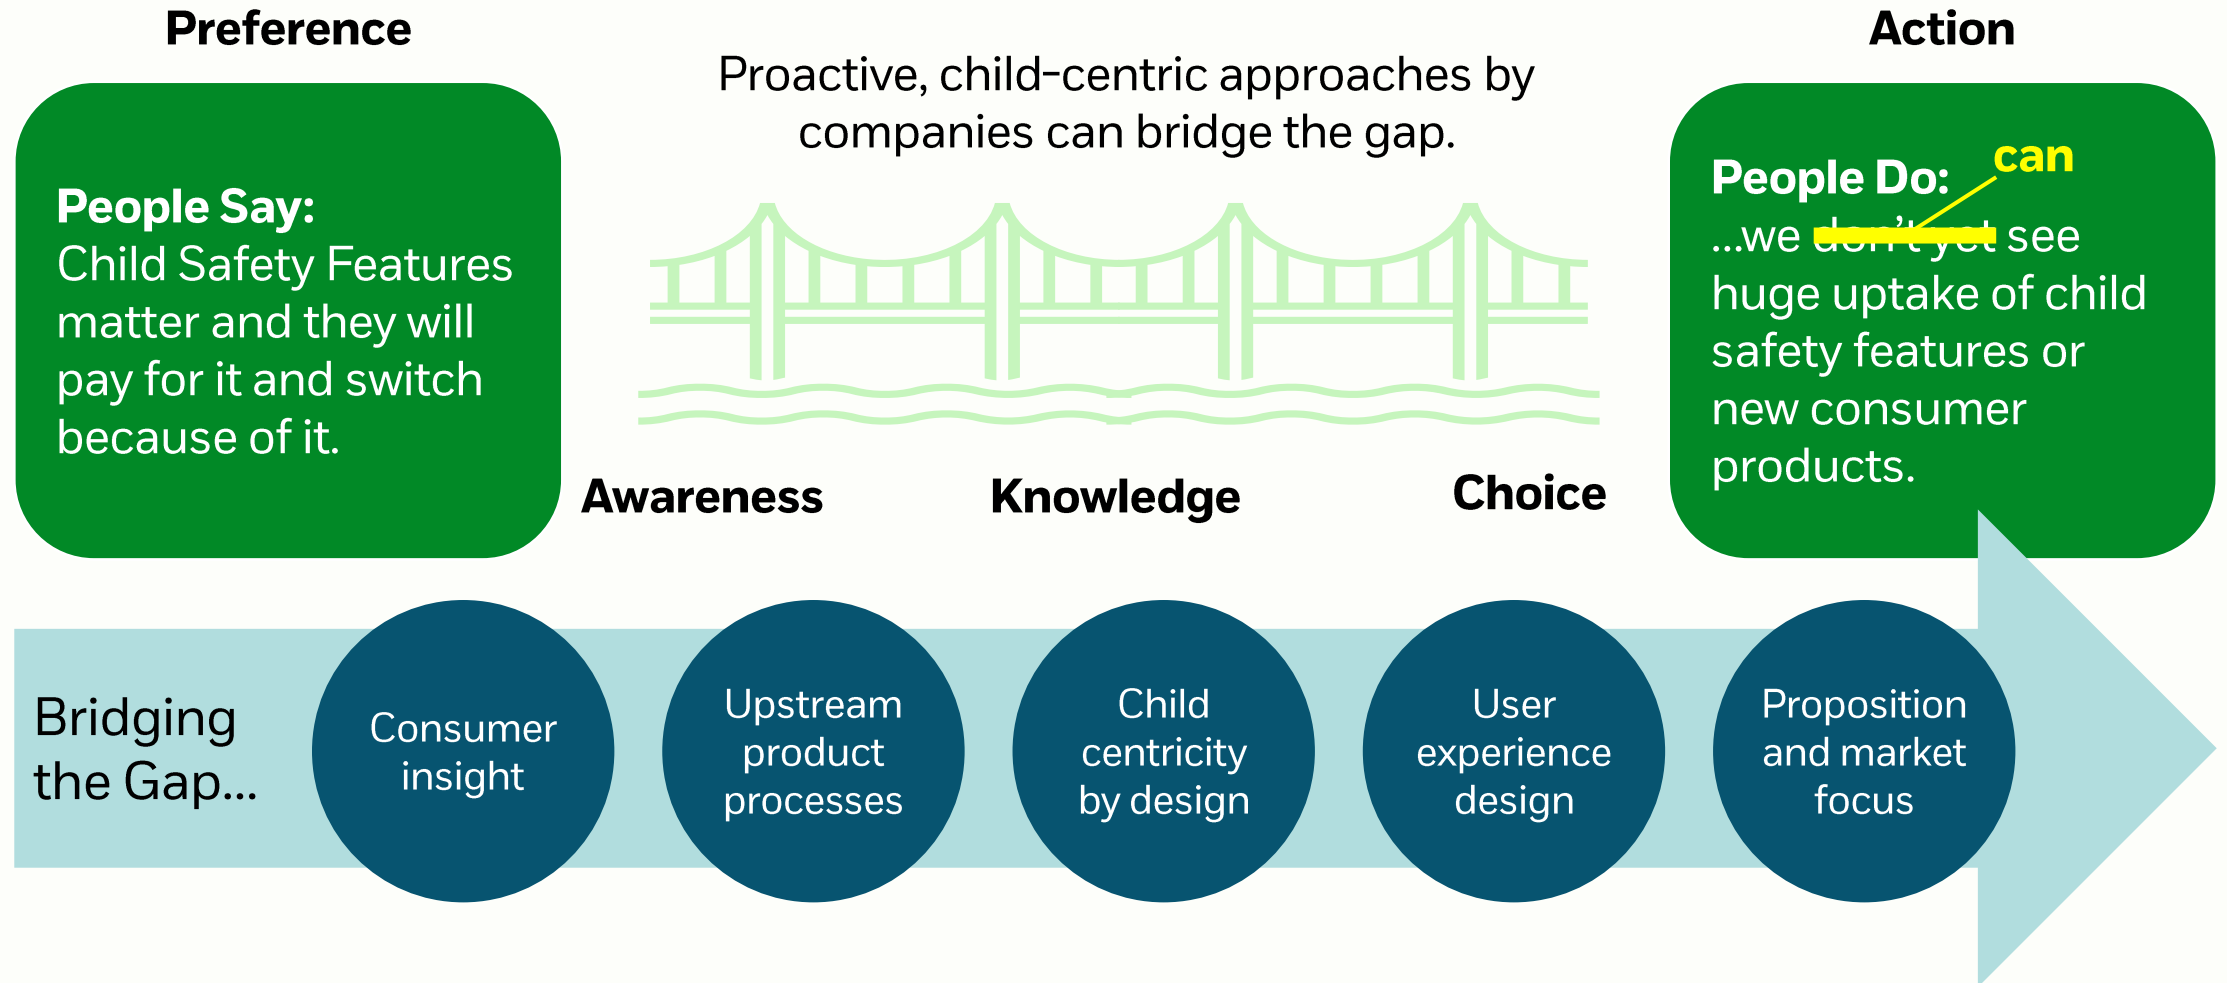 Preference
Proactive, child-centric approaches by
companies can bridge the gap.
Action
People Say:
Child Safety Features
matter and they will
pay for it and switch
because of it.
can
People Do:
...we don't yet see
huge uptake of child
safety features or
new consumer
products.
Awareness
Knowledge
Choice
Bridging
the Gap...
Consumer
insight
Upstream
product
processes
Child
centricity
by design
User
experience
design
Proposition
and market
focus